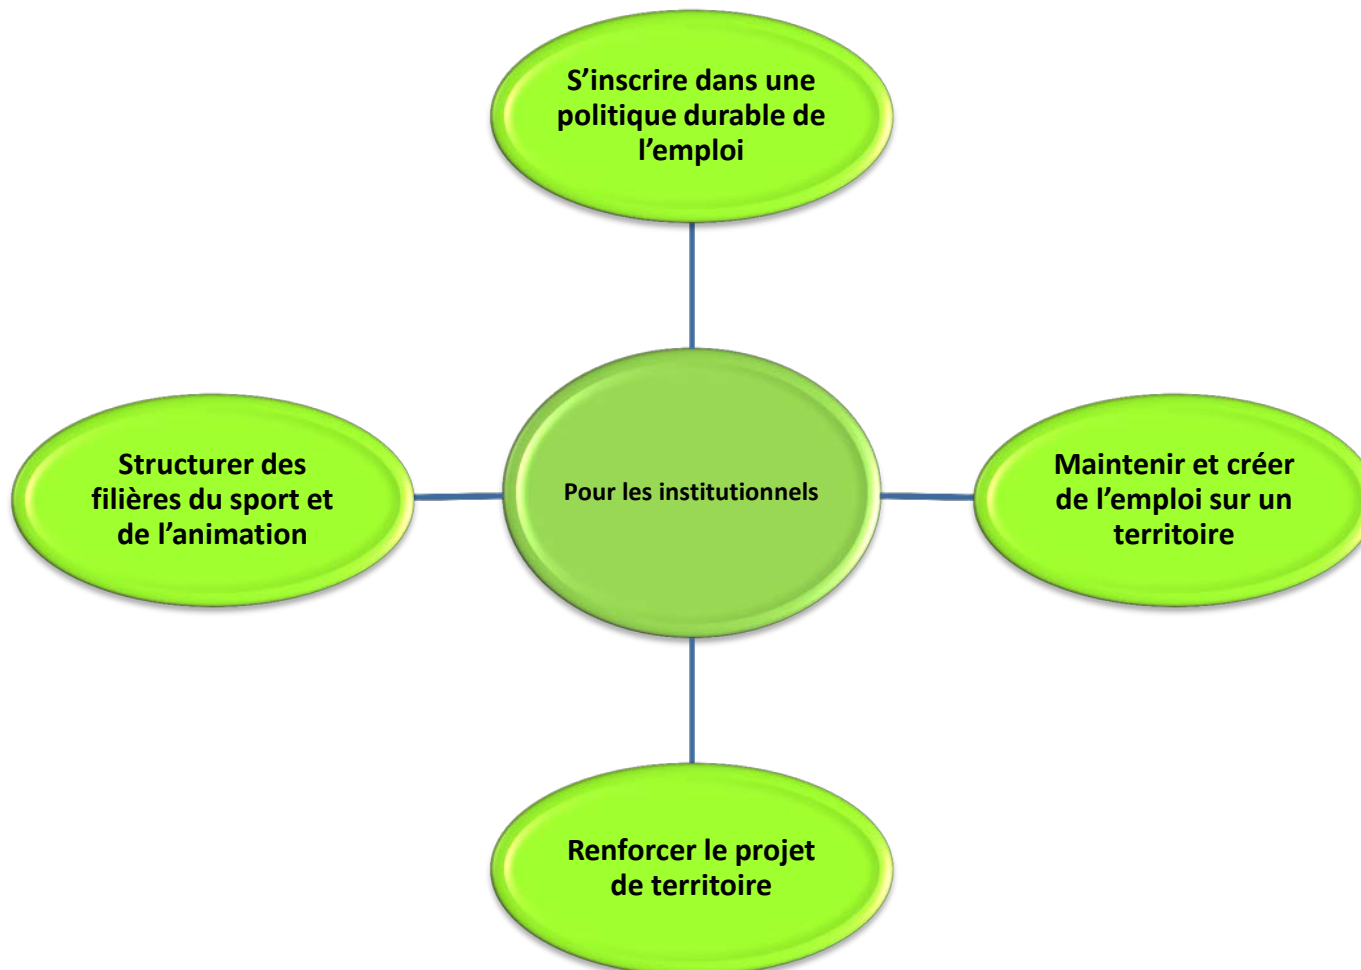 S’inscrire dans une
politique durable de
l’emploi
Structurer des
filières du sport et
de l’animation
Pour les institutionnels
Maintenir et créer
de l’emploi sur un
territoire
Renforcer le projet
de territoire